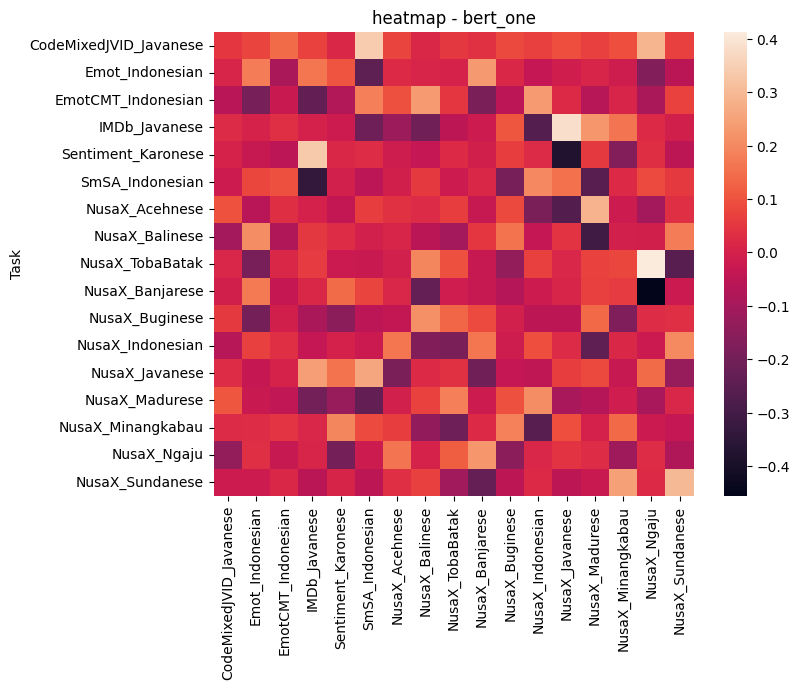 heatmap - bert_one
Task
CodeMixedJVID_Javanese
Emot_Indonesian
EmotCMT_Indonesian
IMDb_Javanese
Sentiment_Karonese
SmSA_Indonesian
NusaX_Acehnese
NusaX_Balinese
NusaX_TobaBatak
NusaX_Banjarese
NusaX_Buginese
NusaX_Indonesian
NusaX_Javanese
NusaX_Madurese
NusaX_Minangkabau
NusaX_Ngaju
NusaX_Sundanese
CodeMixedJVID_Javanese
Emot_Indonesian
EmotCMT_Indonesian
IMDb_Javanese
Sentiment_Karonese
SmSA_Indonesian
NusaX_Acehnese
NusaX_Balinese
NusaX_TobaBatak
NusaX_Banjarese
NusaX_Buginese
NusaX_Indonesian
NusaX_Javanese
NusaX_Madurese
NusaX_Minangkabau
NusaX_Ngaju
NusaX_Sundanese
0.4
0.3
0.2
0.1
0.0
−0.1
−0.2
−0.3
−0.4